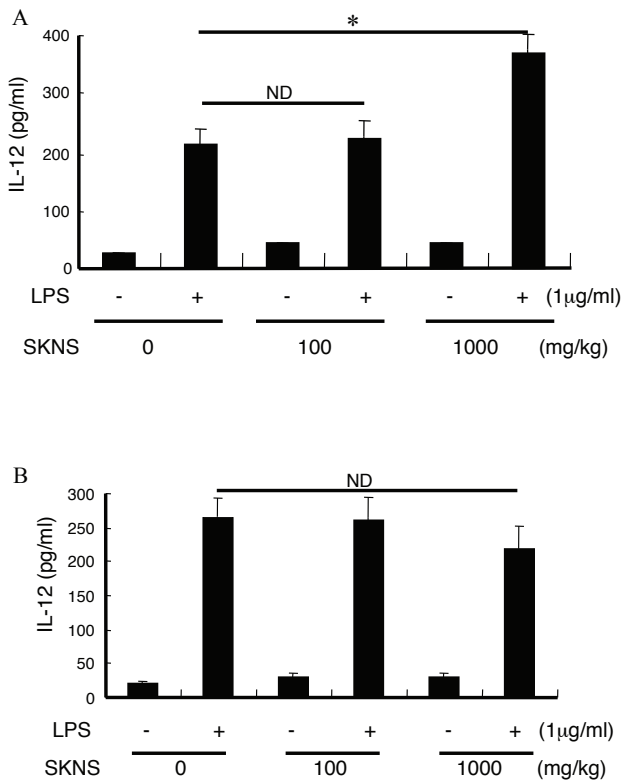 A
*
400
300
ND
200
100
0
IL-12 (pg/ml)
LPS - + - + - + (1μg/ml)
SKNS 0 100 1000 (mg/kg)
B
ND
300
250
200
150
100
50
0
IL-12 (pg/ml)
LPS - + - + - + (1μg/ml)
SKNS 0 100 1000 (mg/kg)